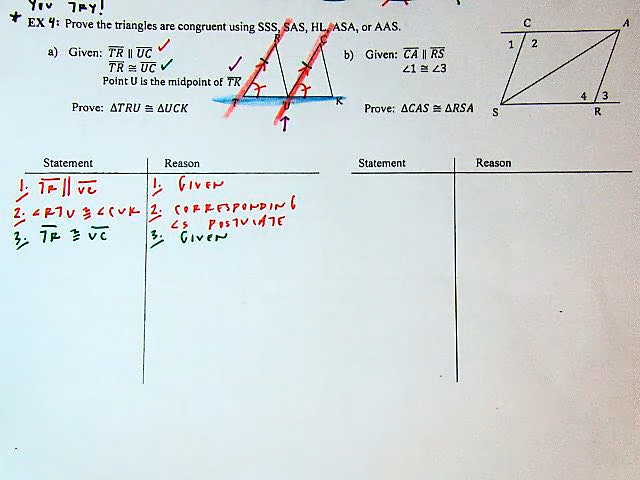 YOU TRY!
* EX 4: Prove the triangles are congruent using SSS, SAS, HL, ASA, or AAS.
a) Given: TR ∥ UC ✓
TR ≅ UC ✓
Point U is the midpoint of TK ✓
Prove: ΔTRU ≅ ΔUCK
R C
T U K
b) Given: CA ∥ RS
∠1 ≅ ∠3
Prove: ΔCAS ≅ ΔRSA
C A
1 2
4 3
S R
Statement Reason
1. TR ∥ UC 1. GIVEN
2. ∠RTU ≅ ∠CUK 2. CORRESPONDING
∠S POSTULATE
3. TR ≅ UC 3. GIVEN
Statement Reason